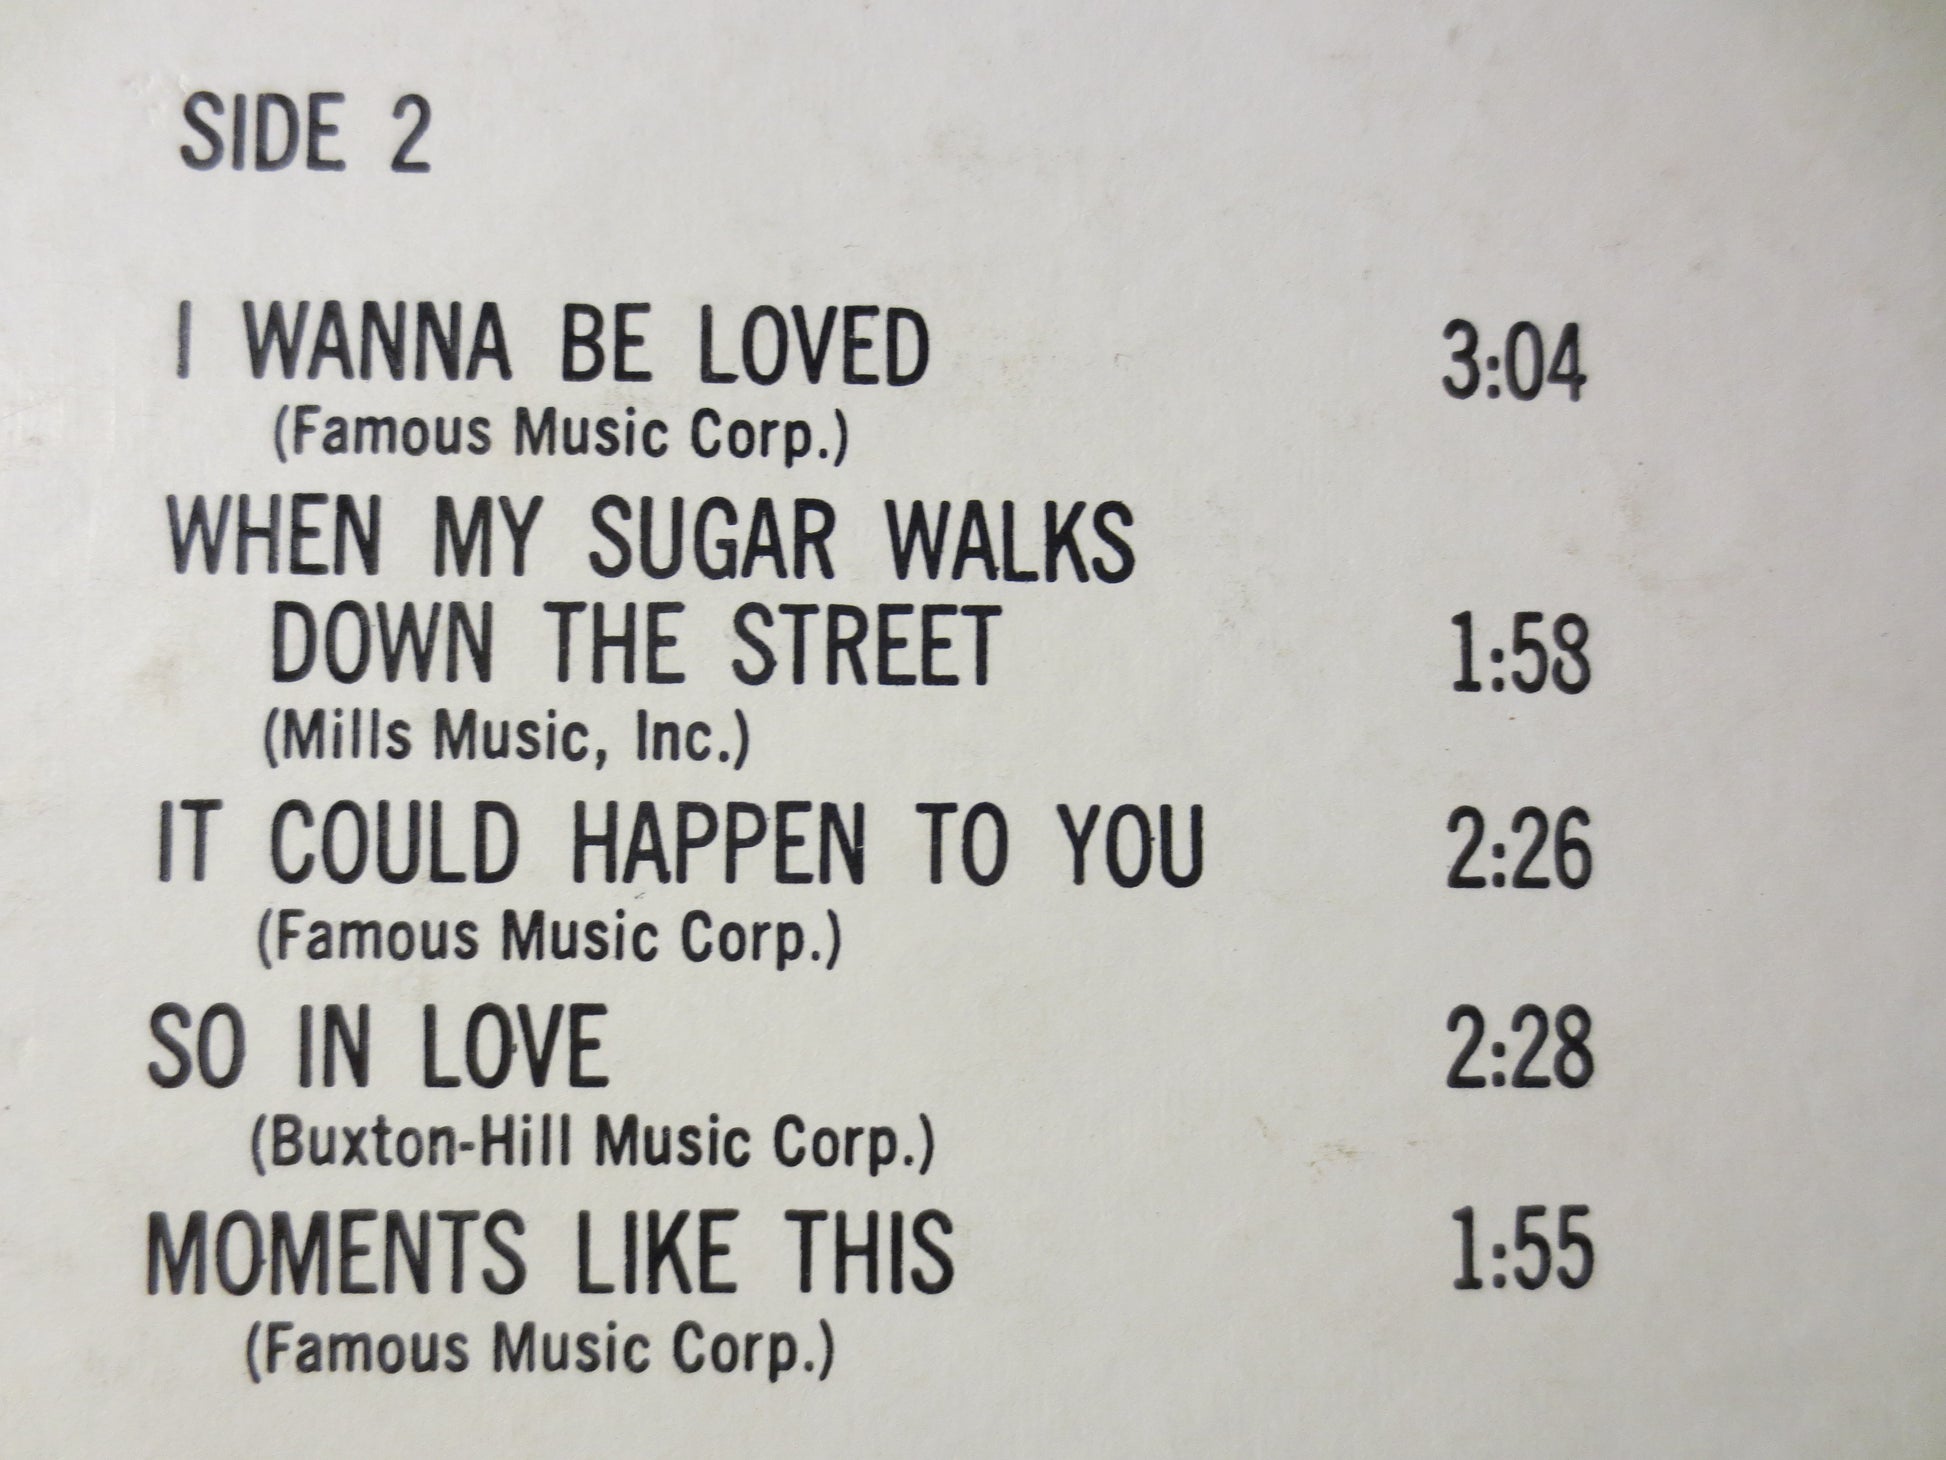 SIDE 2
I WANNA BE LOVED 3:04
(Famous Music Corp.)
WHEN MY SUGAR WALKS
DOWN THE STREET 1:58
(Mills Music, Inc.)
IT COULD HAPPEN TO YOU 2:26
(Famous Music Corp.)
SO IN LOVE 2:28
(Buxton-Hill Music Corp.)
MOMENTS LIKE THIS 1:55
(Famous Music Corp.)